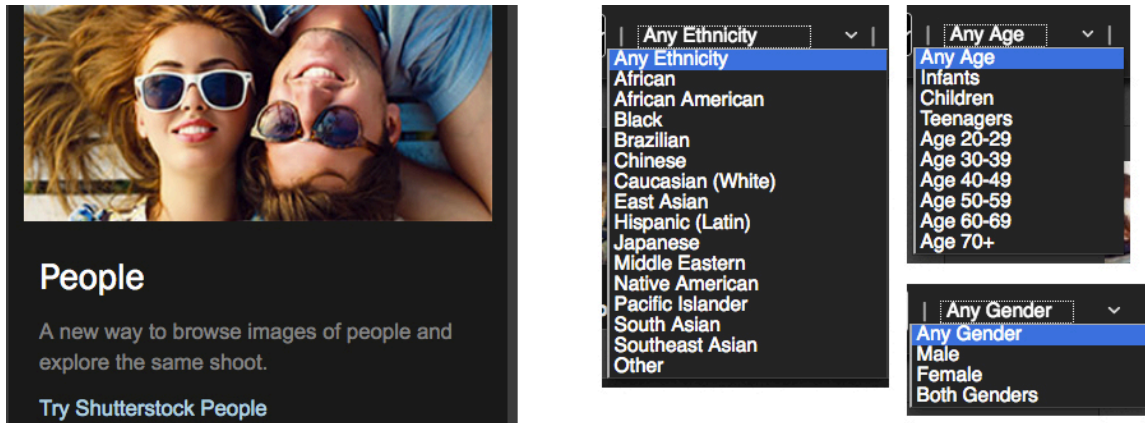 People
A new way to browse images of people and
explore the same shoot.
Try Shutterstock People
| Any Ethnicity |
Any Ethnicity
African
African American
Black
Brazilian
Chinese
Caucasian (White)
East Asian
Hispanic (Latin)
Japanese
Middle Eastern
Native American
Pacific Islander
South Asian
Southeast Asian
Other
| Any Age |
Any Age
Infants
Children
Teenagers
Age 20-29
Age 30-39
Age 40-49
Age 50-59
Age 60-69
Age 70+
| Any Gender
Any Gender
Male
Female
Both Genders